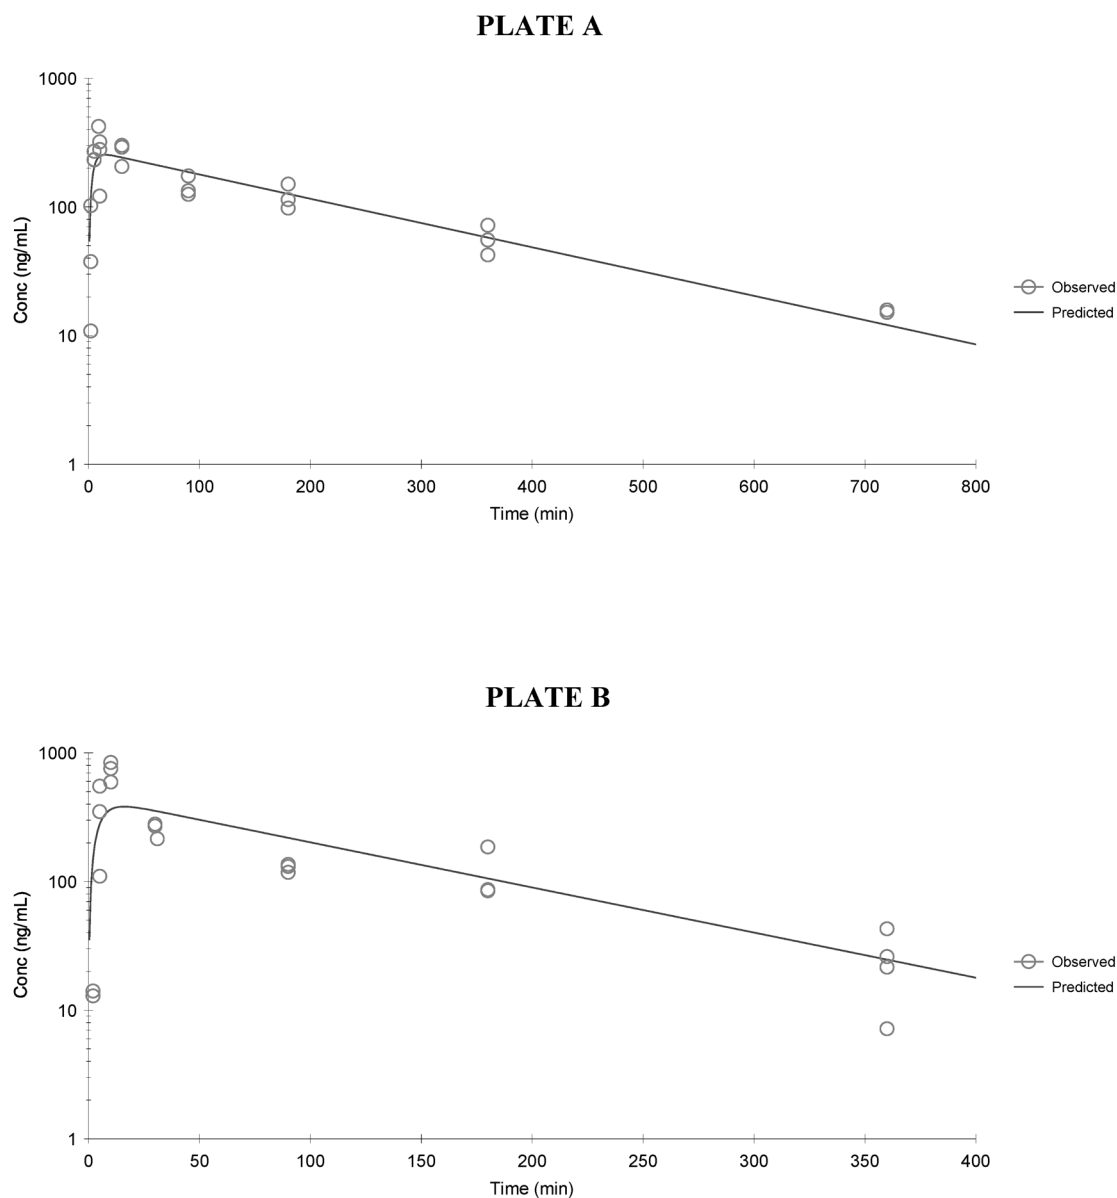 PLATE A
1000
100
10
1
Conc (ng/mL)
0 100 200 300 400 500 600 700 800
Time (min)
Observed
Predicted
PLATE B
1000
100
10
1
Conc (ng/mL)
0 50 100 150 200 250 300 350 400
Time (min)
Observed
Predicted